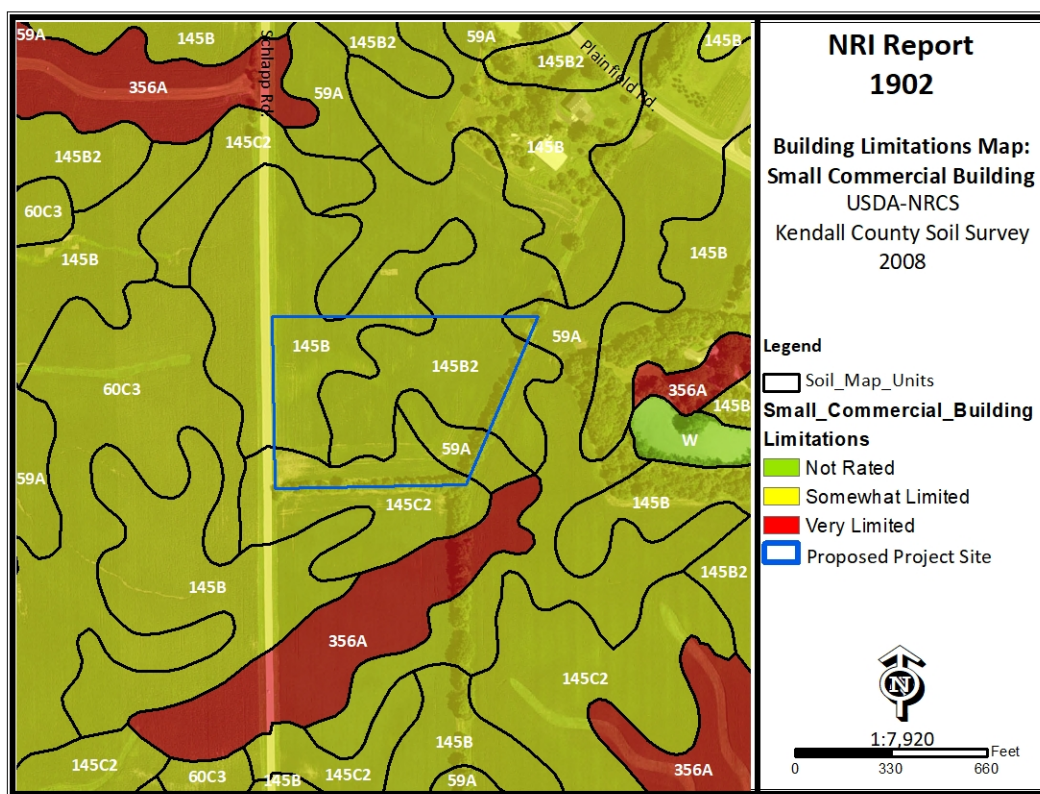 59A
145B
145B2
59A
145B
145B2
Schlapp Rd.
Plainfield Rd.
356A
59A
145C2
145B2
145B
60C3
145B
145B
145B
59A
145B2
60C3
356A
145B
W
59A
59A
145B
145C2
145B2
145B
356A
145C2
145B
145C2
60C3
145B
145C2
59A
356A
NRI Report
1902
Building Limitations Map:
Small Commercial Building
USDA-NRCS
Kendall County Soil Survey
2008
Legend
Soil_Map_Units
Small_Commercial_Building
Limitations
Not Rated
Somewhat Limited
Very Limited
Proposed Project Site
N
1:7,920
Feet
0 330 660